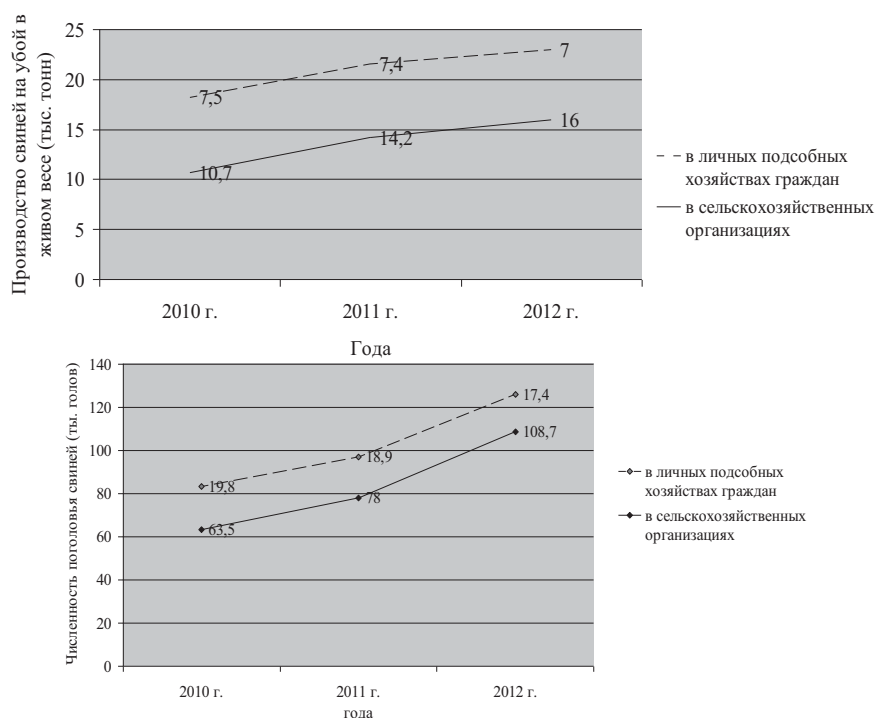 Производство свиней на убой в
живом весе (тыс. тонн)
25
20
15
10
5
0
7,5
7,4
7
10,7
14,2
16
2010 г.
2011 г.
2012 г.
Года
в личных подсобных
хозяйствах граждан
в сельскохозяйственных
организациях
Численность поголовья свиней (ты. голов)
140
120
100
80
60
40
20
0
19,8
18,9
17,4
63,5
78
108,7
2010 г.
2011 г.
2012 г.
года
в личных подсобных
хозяйствах граждан
в сельскохозяйственных
организациях